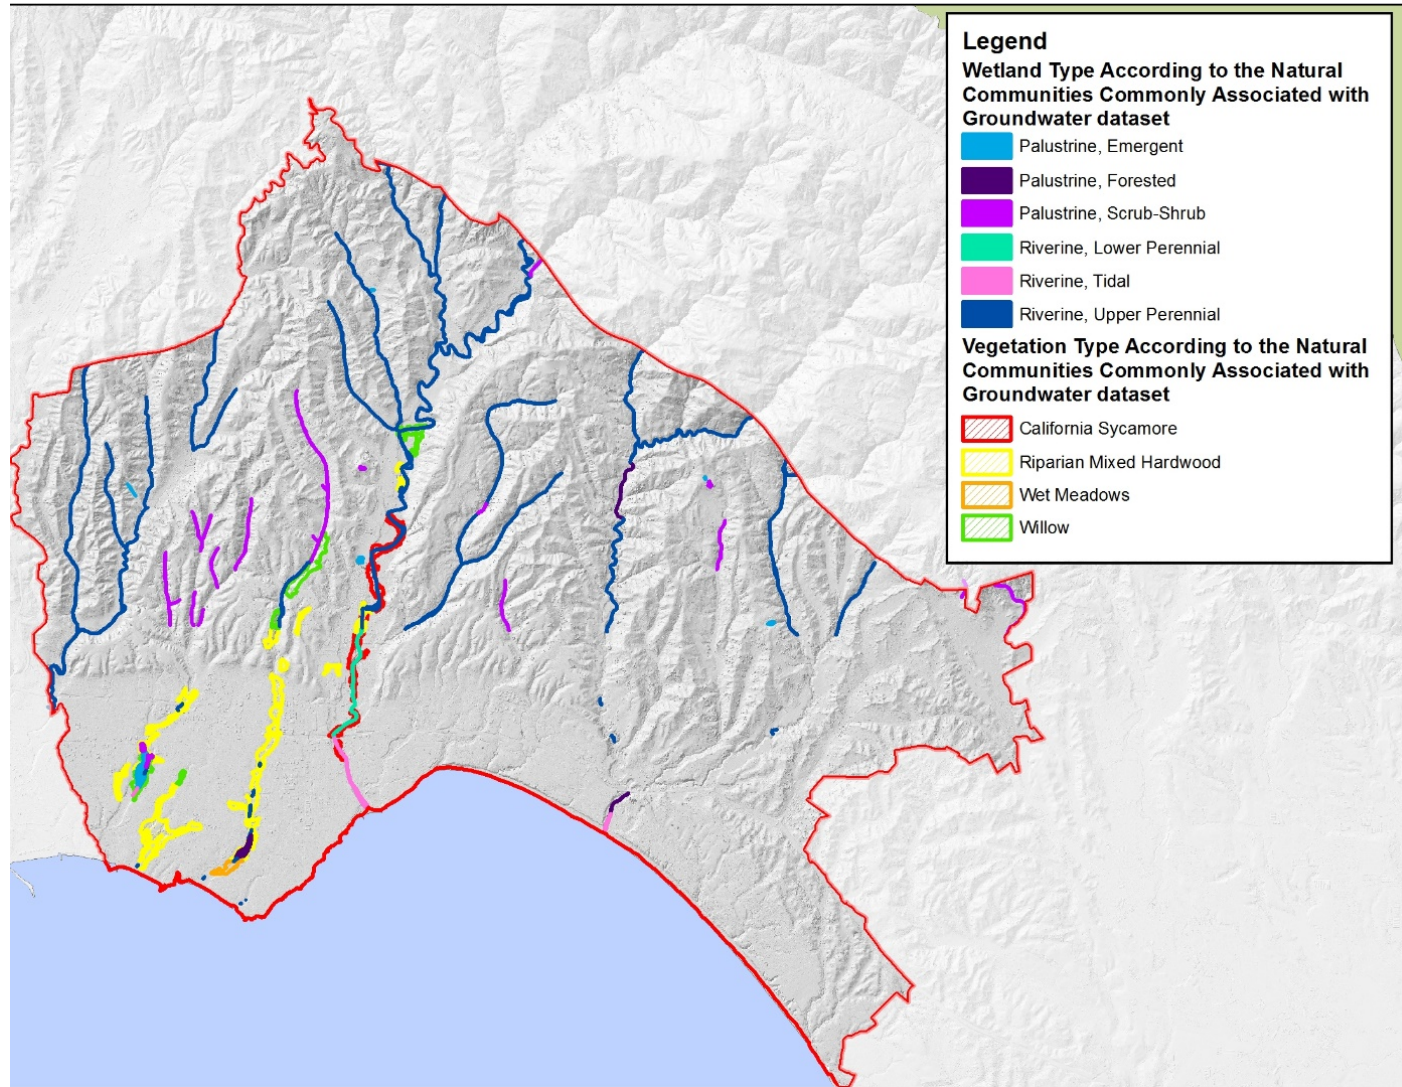 Legend
Wetland Type According to the Natural
Communities Commonly Associated with
Groundwater dataset
Palustrine, Emergent
Palustrine, Forested
Palustrine, Scrub-Shrub
Riverine, Lower Perennial
Riverine, Tidal
Riverine, Upper Perennial
Vegetation Type According to the Natural
Communities Commonly Associated with
Groundwater dataset
California Sycamore
Riparian Mixed Hardwood
Wet Meadows
Willow